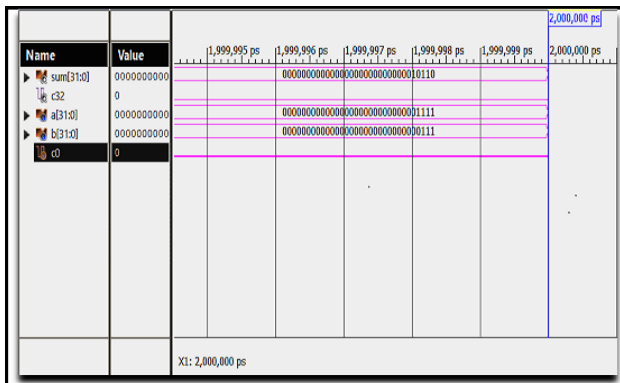 2,000,000 ps
Name Value 1,999,995 ps 1,999,996 ps 1,999,997 ps 1,999,998 ps 1,999,999 ps 2,000,000 ps
sum[31:0] 0000000000 00000000000000000000000000010110
c32 0
a[31:0] 0000000000 00000000000000000000000000001111
b[31:0] 0000000000 00000000000000000000000000000111
c0 0
X1: 2,000,000 ps